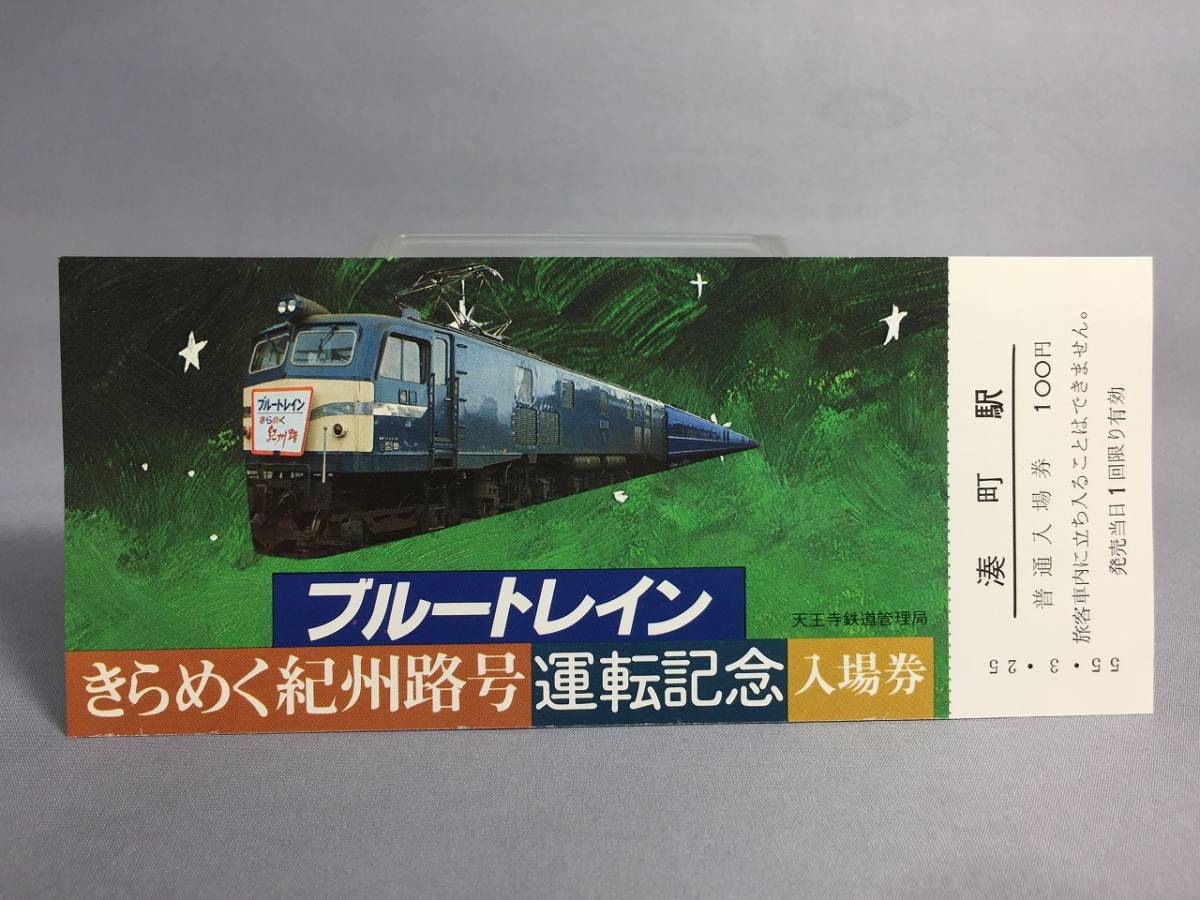 ブルートレイン
きらめく
紀州路
ブルートレイン
天王寺鉄道管理局
きらめく紀州路号 運転記念 入場券
湊町駅
普通入場券 100円
旅客車内に立ち入ることはできません。
発売当日1回限り有効
55・3・25